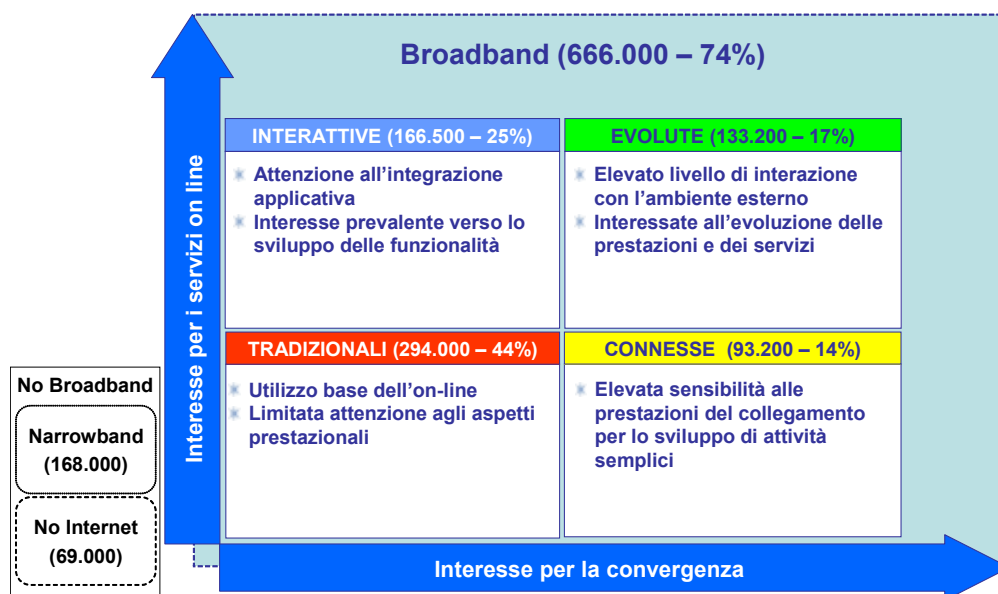 Broadband (666.000 – 74%)
Interesse per i servizi on line
INTERATTIVE (166.500 – 25%)
Attenzione all'integrazione
applicativa
Interesse prevalente verso lo
sviluppo delle funzionalità
EVOLUTE (133.200 – 17%)
Elevato livello di interazione
con l'ambiente esterno
Interessate all'evoluzione delle
prestazioni e dei servizi
TRADIZIONALI (294.000 – 44%)
Utilizzo base dell'on-line
Limitata attenzione agli aspetti
prestazionali
CONNESSE (93.200 – 14%)
Elevata sensibilità alle
prestazioni del collegamento
per lo sviluppo di attività
semplici
No Broadband
Narrowband
(168.000)
No Internet
(69.000)
Interesse per la convergenza